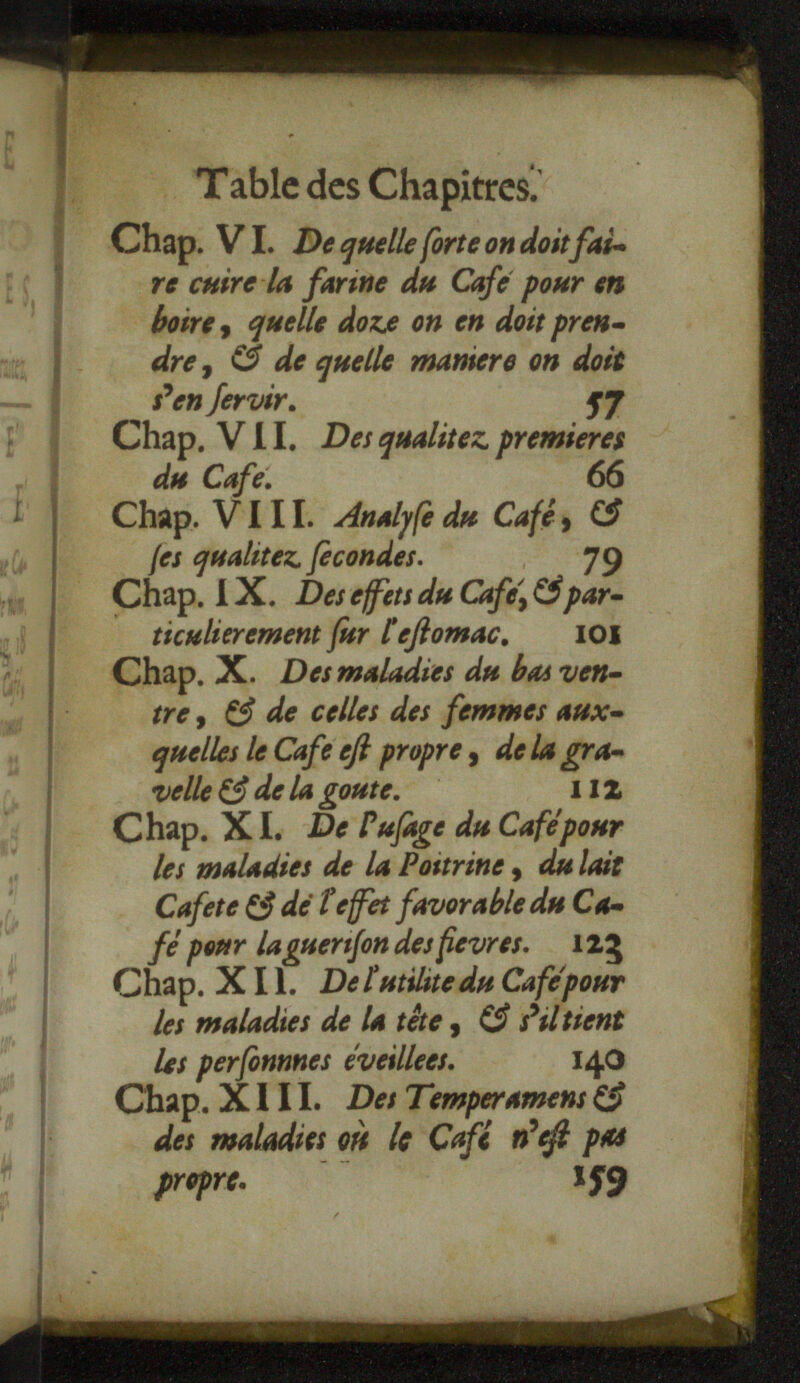 Table des Chapitres.
Chap. VI. De quelle ſorte on doit fai-
re cuire la farine du Café pour en
boire, quelle doze on en doit pren-
dre, & de quelle maniere on doit
s'en ſervir. 57
Chap. VII. Des qualitez premieres
du Café. 66
Chap. VIII. Analyſe du Café, &
ſes qualitez ſecondes. 79
Chap. IX. Des effets du Café, & par-
ticulierement ſur l'eſtomac. 101
Chap. X. Des maladies du bas ven-
tre, & de celles des femmes aux-
quelles le Café eſt propre, de la gra-
velle & de la goute. 112
Chap. XI. De l'uſage du Café pour
les maladies de la Poitrine, du lait
Cafeté & de l'effet favorable du Ca-
fé pour la gueriſon des fievres. 123
Chap. XII. De l'utilité du Café pour
les maladies de la tête, & s'il tient
les perſonnnes éveillees. 140
Chap. XIII. Des Temperamens &
des maladies où le Café n'eſt pas
propre. 159